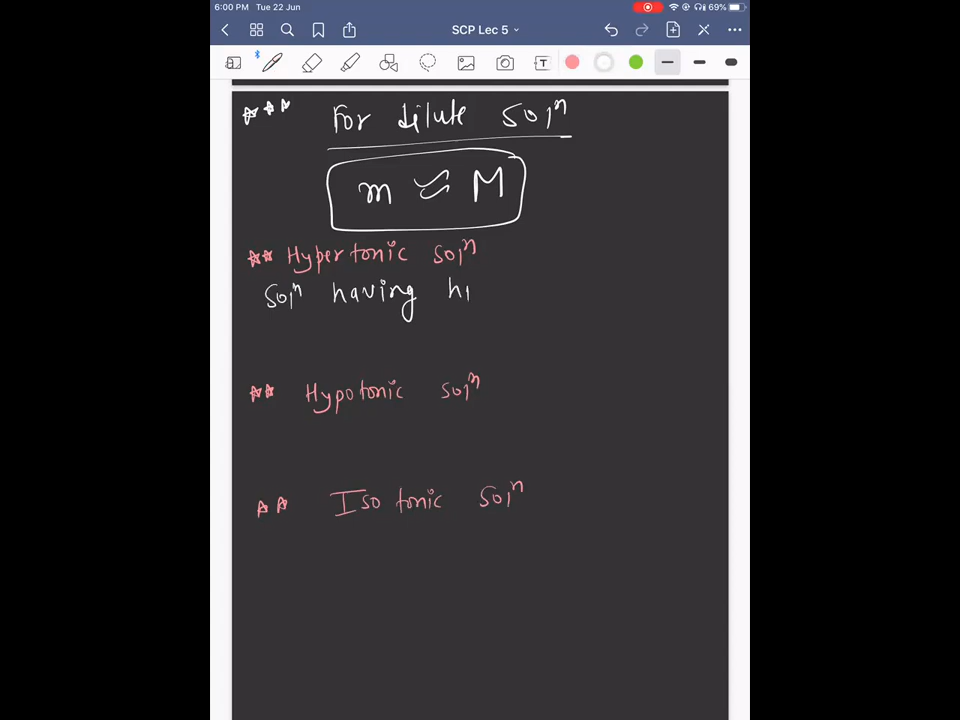 6:00 PM Tue 22 Jun 69%
SCP Lec 5
For dilute Solⁿ
m ≈ M
Hypertonic Solⁿ
Solⁿ having hi
Hypotonic Solⁿ
Isotonic Solⁿ